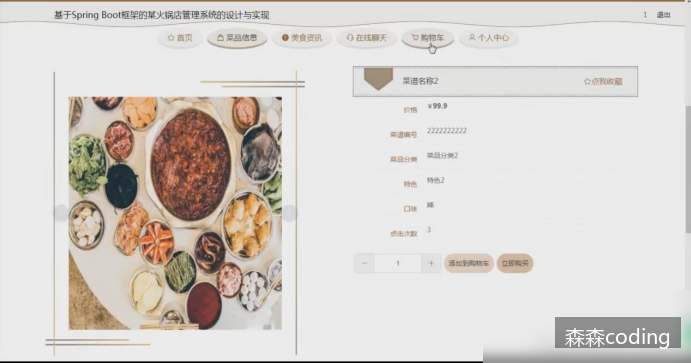 基于Spring Boot框架的某火锅店管理系统的设计与实现
1 退出
首页 菜品信息 美食资讯 在线聊天 购物车 个人中心
菜谱名称2 点我收藏
价格 ¥99.9
菜谱编号 2222222222
菜品分类 菜品分类2
特色 特色2
口味
点击次数 3
− 1 + 添加到购物车 立即购买
森森coding